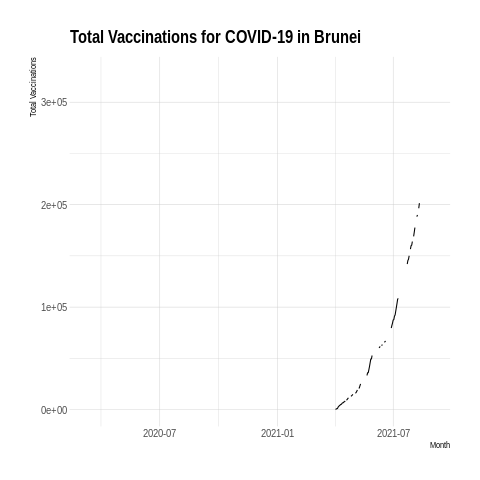 Total Vaccinations for COVID-19 in Brunei
Total Vaccinations
3e+05
2e+05
1e+05
0e+00
2020-07
2021-01
2021-07
Month